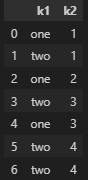 k1 k2
0 one 1
1 two 1
2 one 2
3 two 3
4 one 3
5 two 4
6 two 4